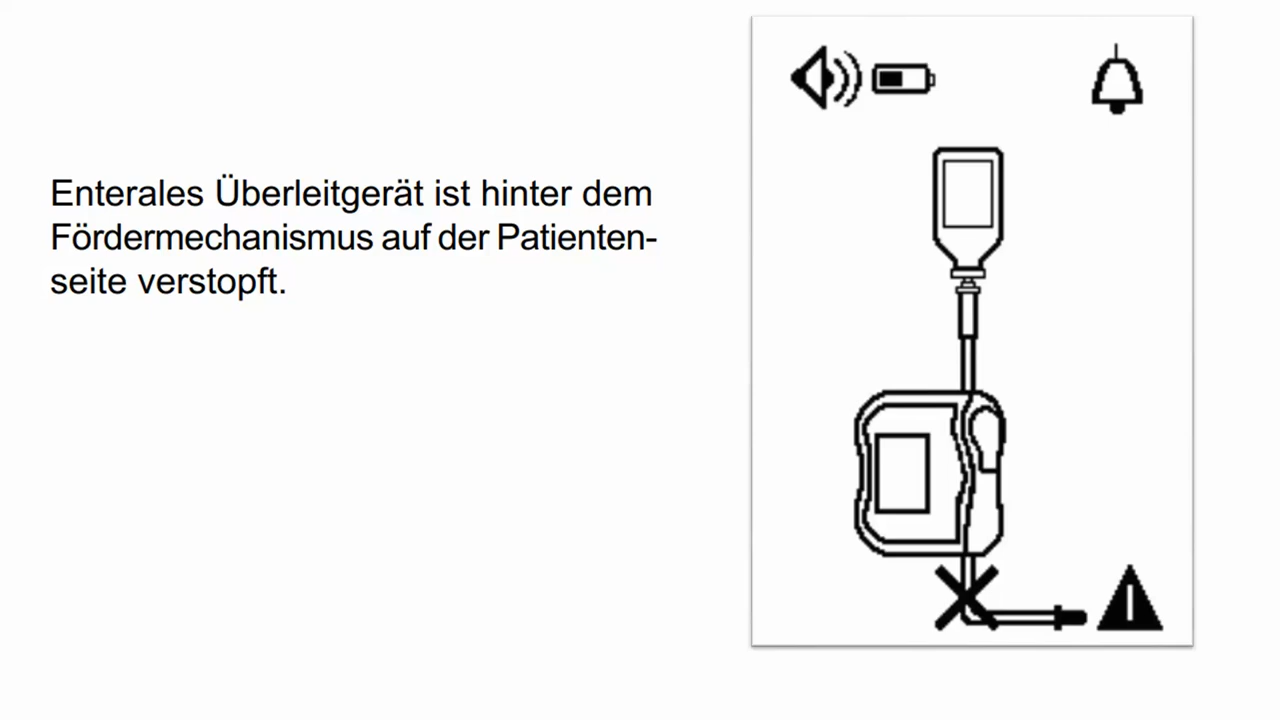 Enterales Überleitgerät ist hinter dem
Fördermechanismus auf der Patienten-
seite verstopft.